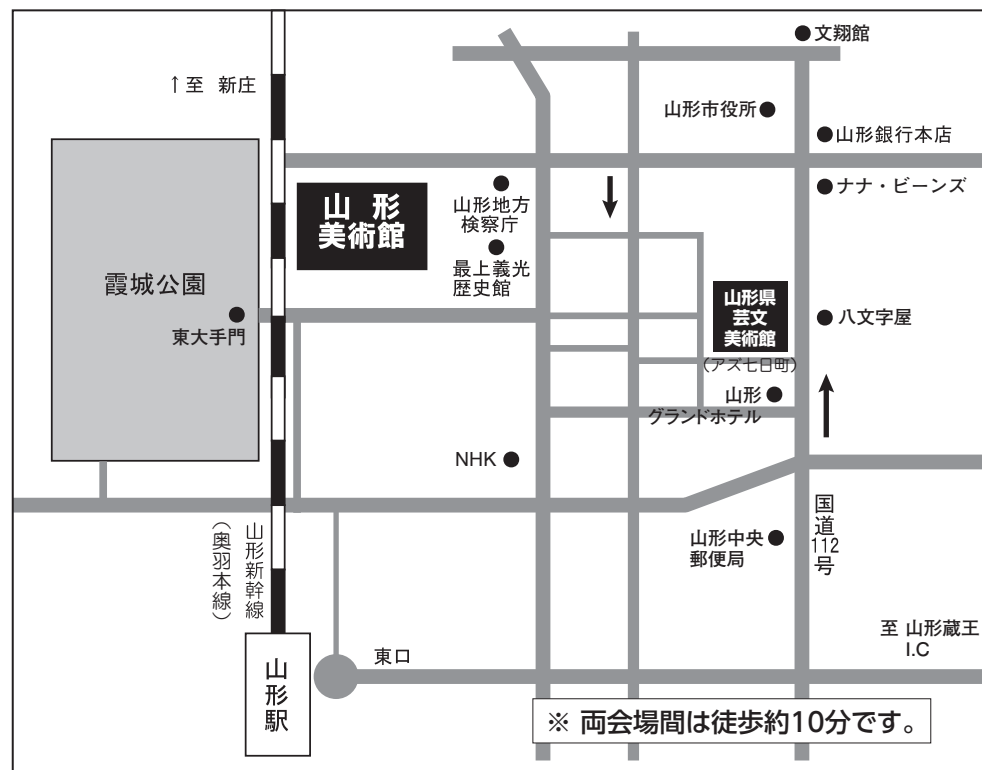 文翔館
↑至 新庄
山形市役所
山形銀行本店
ナナ・ビーンズ
山形
美術館
山形地方
検察庁
最上義光
歴史館
霞城公園
東大手門
山形県
芸文
美術館
(アズ七日町)
八文字屋
山形
グランドホテル
NHK
国道112号
山形新幹線
(奥羽本線)
山形中央
郵便局
至 山形蔵王
I.C
東口
山形駅
※ 両会場間は徒歩約10分です。